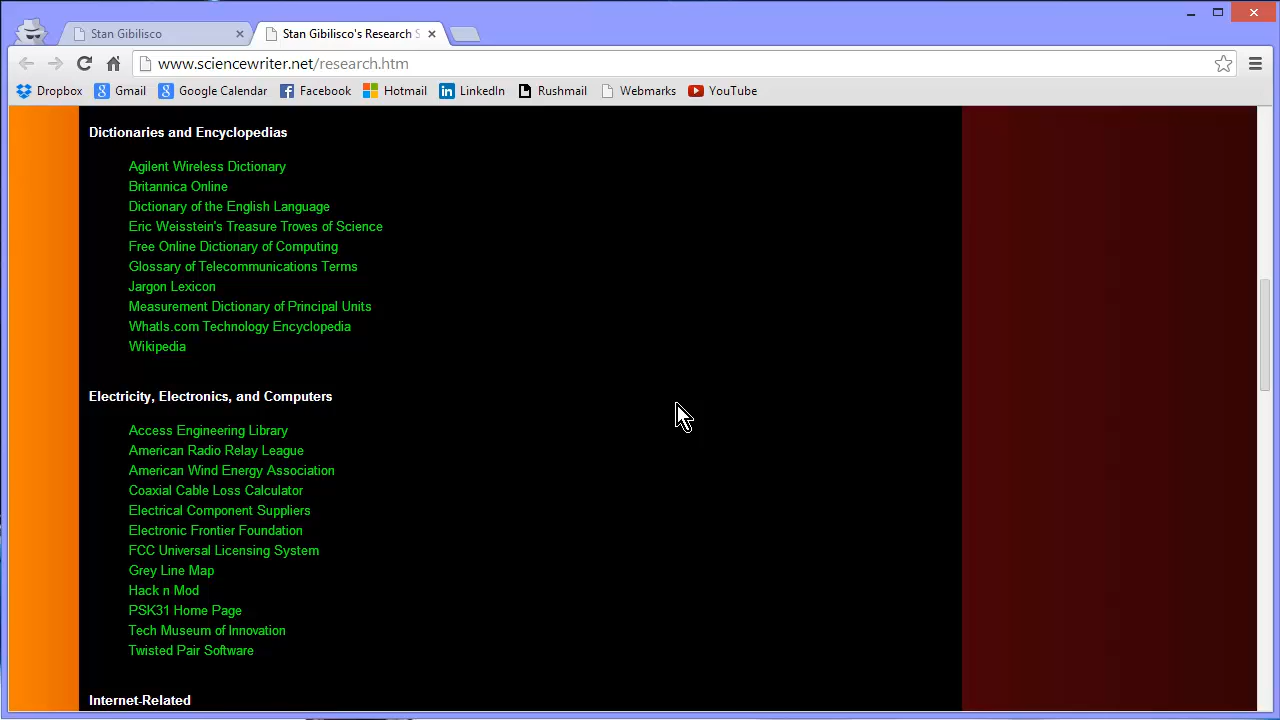 Stan Gibilisco
Stan Gibilisco's Research S
www.sciencewriter.net/research.htm
Dropbox
Gmail
Google Calendar
Facebook
Hotmail
LinkedIn
Rushmail
Webmarks
YouTube
Dictionaries and Encyclopedias
Agilent Wireless Dictionary
Britannica Online
Dictionary of the English Language
Eric Weisstein's Treasure Troves of Science
Free Online Dictionary of Computing
Glossary of Telecommunications Terms
Jargon Lexicon
Measurement Dictionary of Principal Units
WhatIs.com Technology Encyclopedia
Wikipedia
Electricity, Electronics, and Computers
Access Engineering Library
American Radio Relay League
American Wind Energy Association
Coaxial Cable Loss Calculator
Electrical Component Suppliers
Electronic Frontier Foundation
FCC Universal Licensing System
Grey Line Map
Hack n Mod
PSK31 Home Page
Tech Museum of Innovation
Twisted Pair Software
Internet-Related